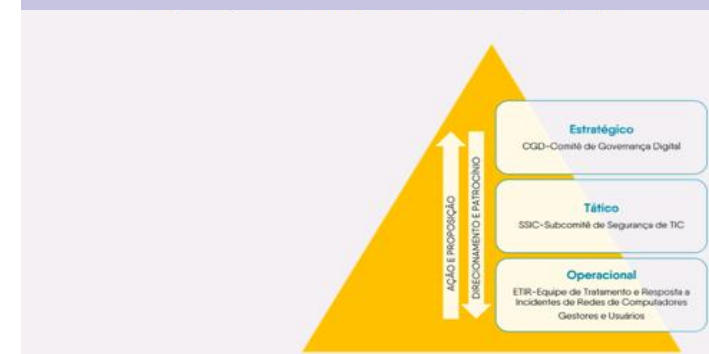 Estratégico
CGD-Comitê de Governança Digital
AÇÃO E PROPOSIÇÃO
DIRECIONAMENTO E PATROCÍNIO
Tático
SSIC-Subcomitê de Segurança de TIC
Operacional
ETIR-Equipe de Tratamento e Resposta a
Incidentes de Redes de Computadores
Gestores e Usuários